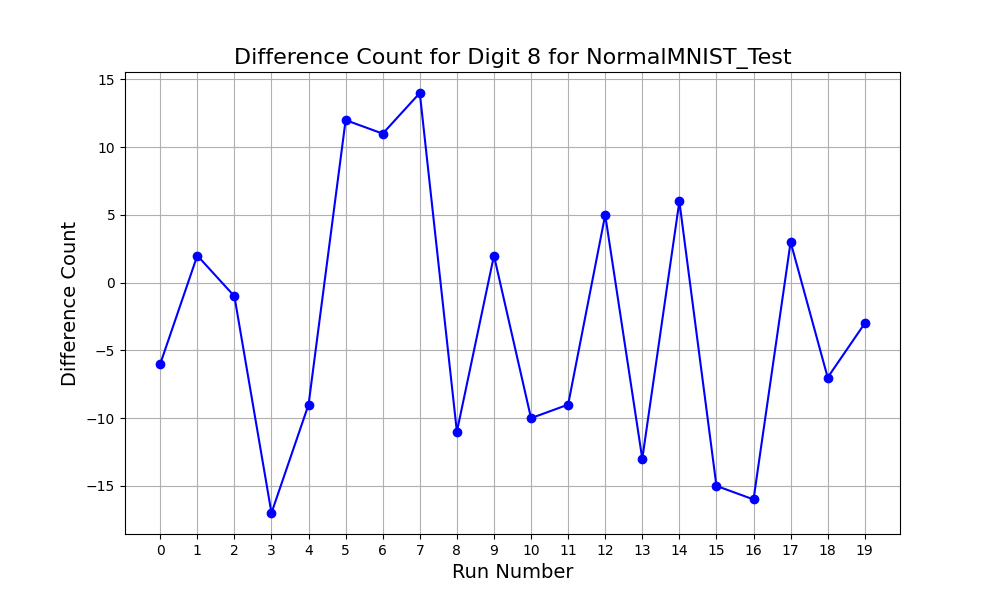 Difference Count for Digit 8 for NormalMNIST_Test
Difference Count
15
10
5
0
−5
−10
−15
0 1 2 3 4 5 6 7 8 9 10 11 12 13 14 15 16 17 18 19
Run Number